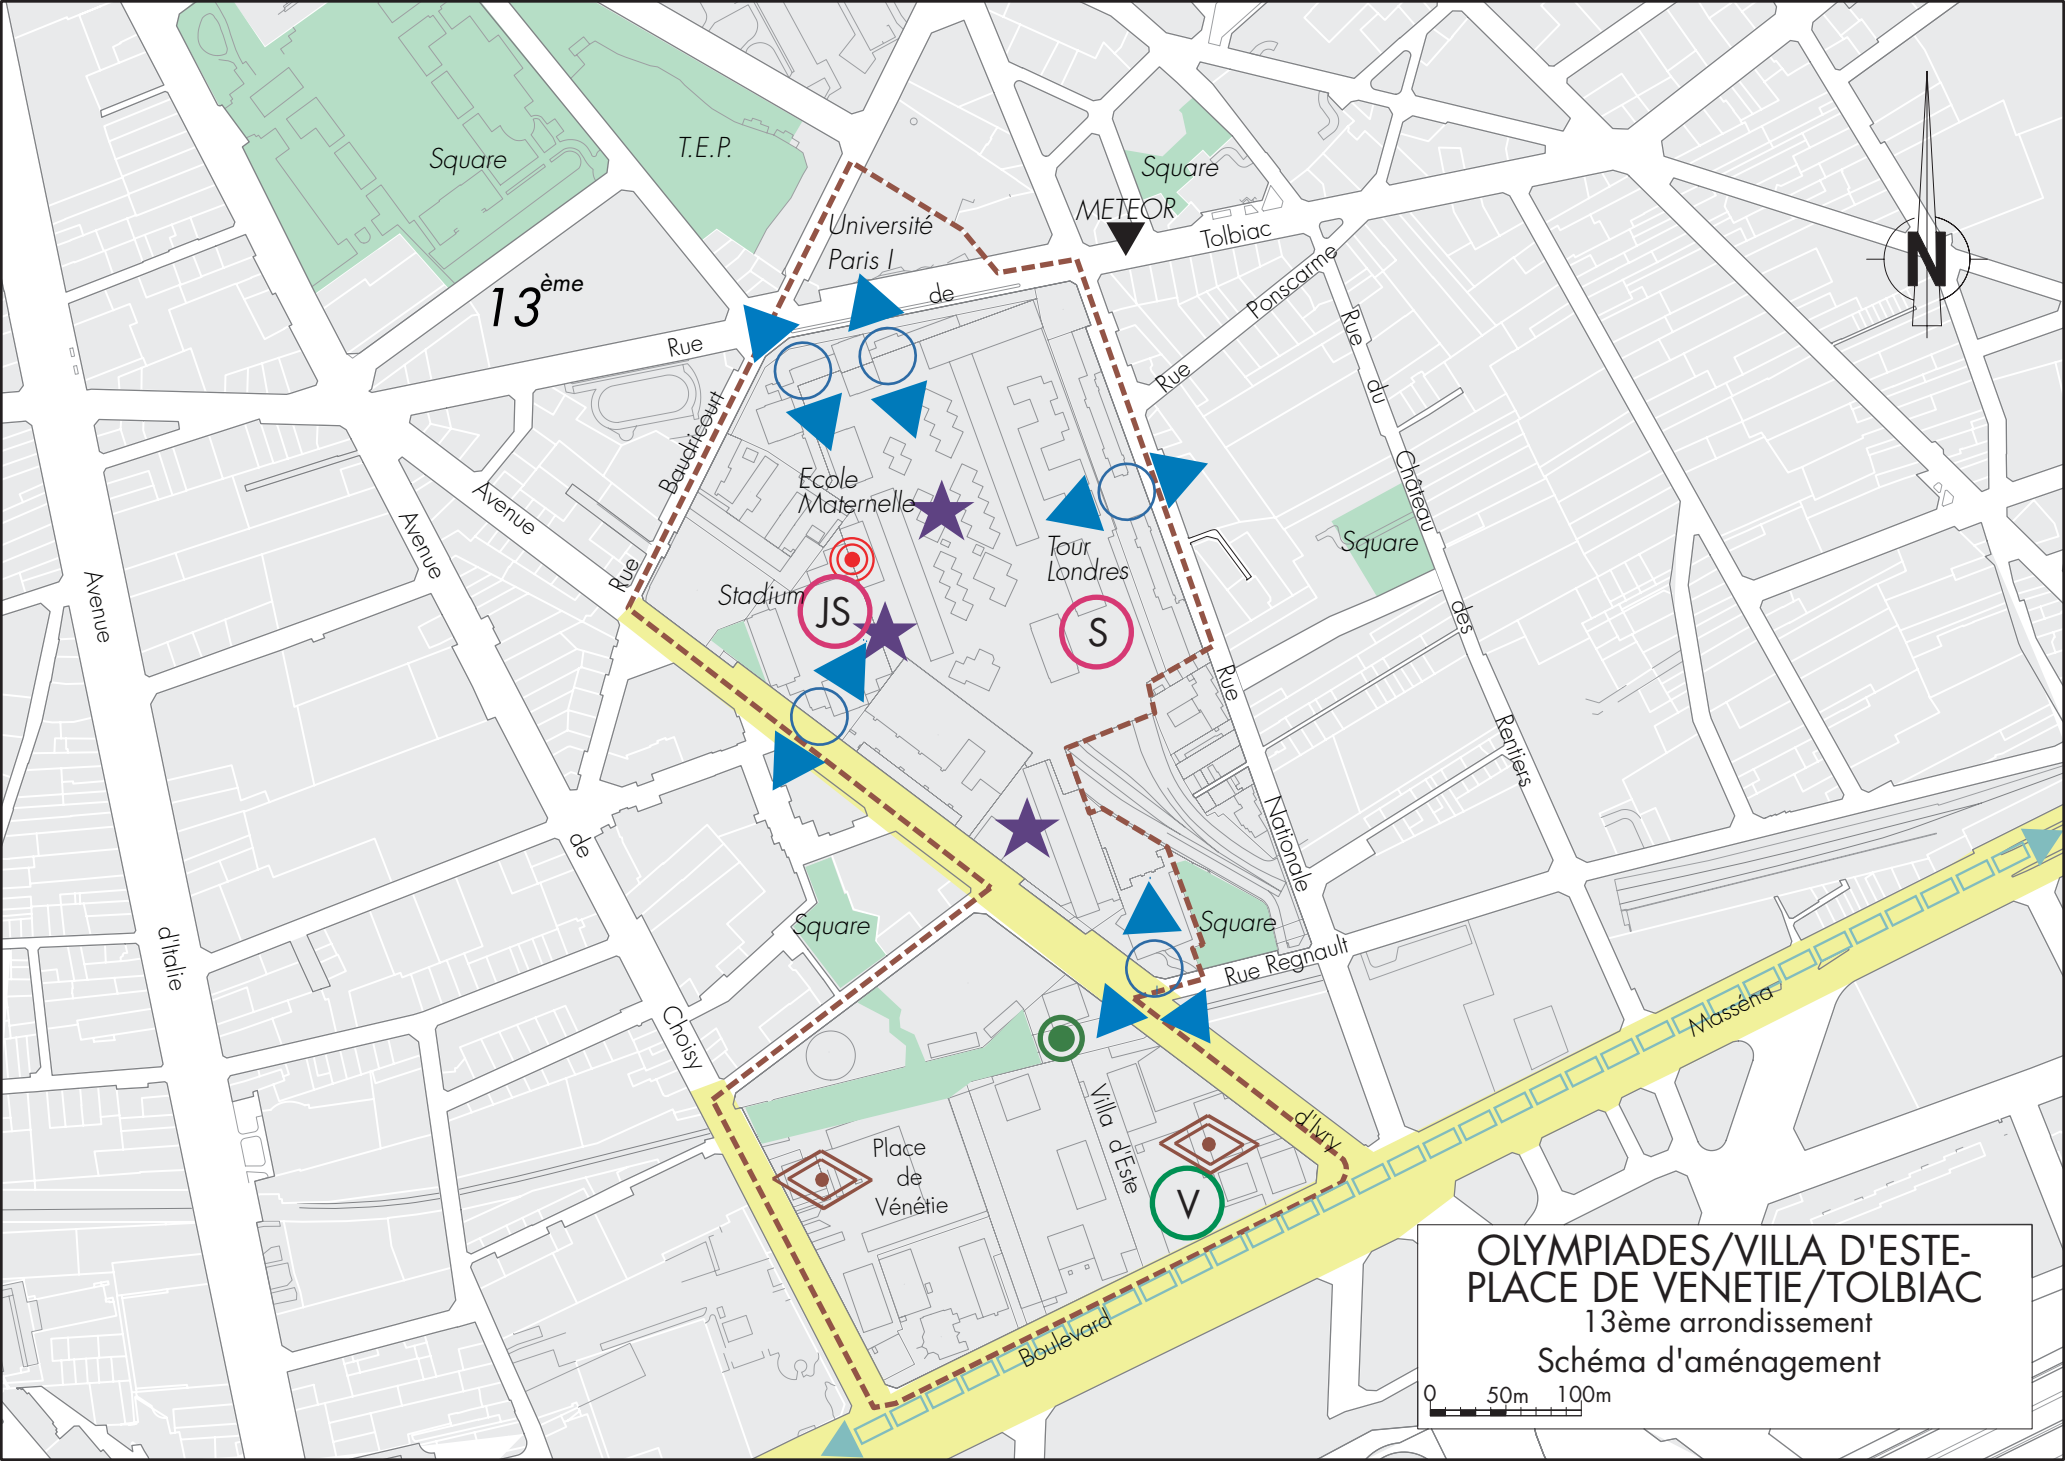 Square
T.E.P.
Square
METEOR
Université
Paris I
Tolbiac
de
13ème
Rue
Ponscarme
Rue
Rue
du
Château
des
Rentiers
N
Baudricourt
Rue
Avenue
Avenue
Ecole
Maternelle
Tour
Londres
Square
Stadium
JS
S
Avenue
d'Italie
Rue
Nationale
de
Choisy
Square
Square
Rue Regnault
Masséna
Villa d'Este
d'Ivry
Place
de
Vénétie
V
Boulevard
OLYMPIADES/VILLA D'ESTE-
PLACE DE VENETIE/TOLBIAC
13ème arrondissement
Schéma d'aménagement
0 50m 100m